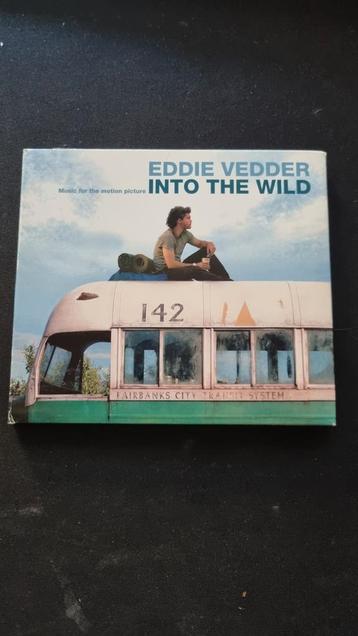 EDDIE VEDDER
Music for the motion picture INTO THE WILD
142
FAIRBANKS CITY TRANSIT SYSTEM